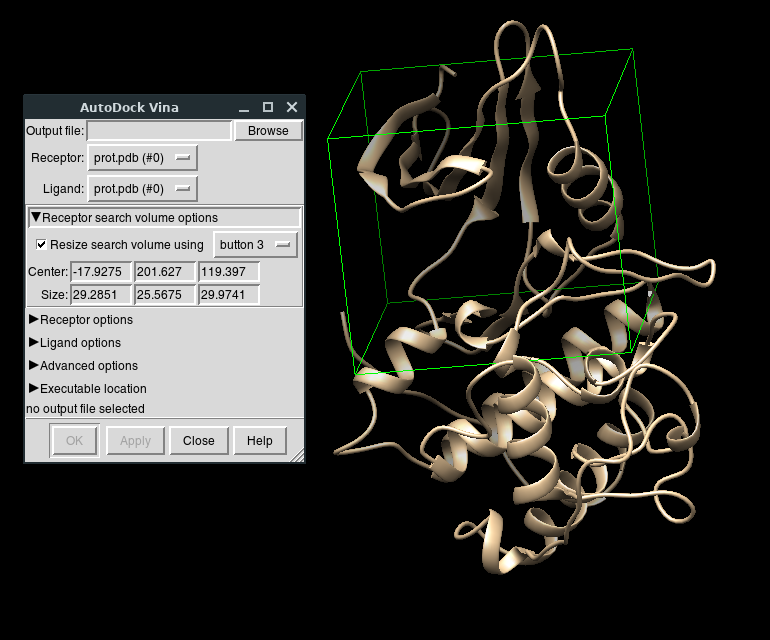 AutoDock Vina
Output file: Browse
Receptor: prot.pdb (#0)
Ligand: prot.pdb (#0)
Receptor search volume options
Resize search volume using button 3
Center: -17.9275 201.627 119.397
Size: 29.2851 25.5675 29.9741
Receptor options
Ligand options
Advanced options
Executable location
no output file selected
OK Apply Close Help